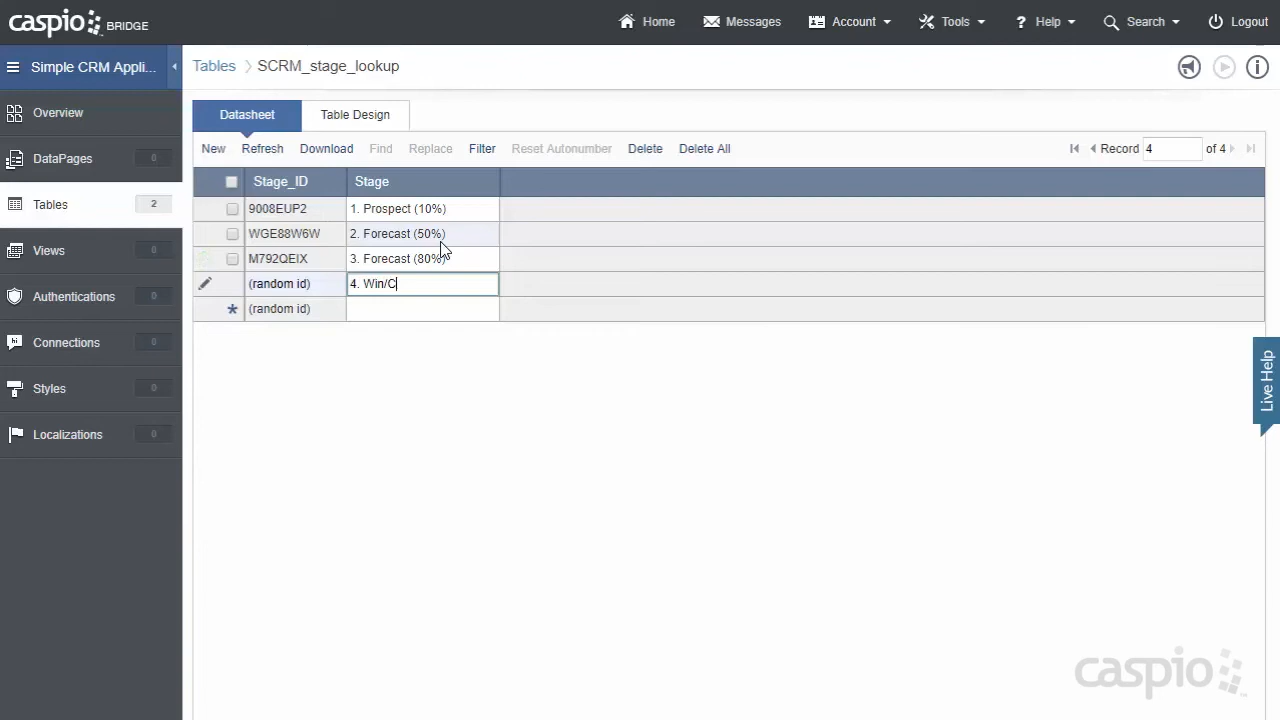 caspio BRIDGE
Home Messages Account Tools ? Help Search Logout
Simple CRM Appli...
Tables SCRM_stage_lookup
Overview
DataPages 0
Tables 2
Views 0
Authentications 0
Connections 0
Styles 0
Localizations 0
Datasheet Table Design
New Refresh Download Find Replace Filter Reset Autonumber Delete Delete All Record 4 of 4
Stage_ID Stage
9008EUP2 1. Prospect (10%)
WGE88W6W 2. Forecast (50%)
M792QEIX 3. Forecast (80%)
(random id) 4. Win/C
* (random id)
Live Help
caspio